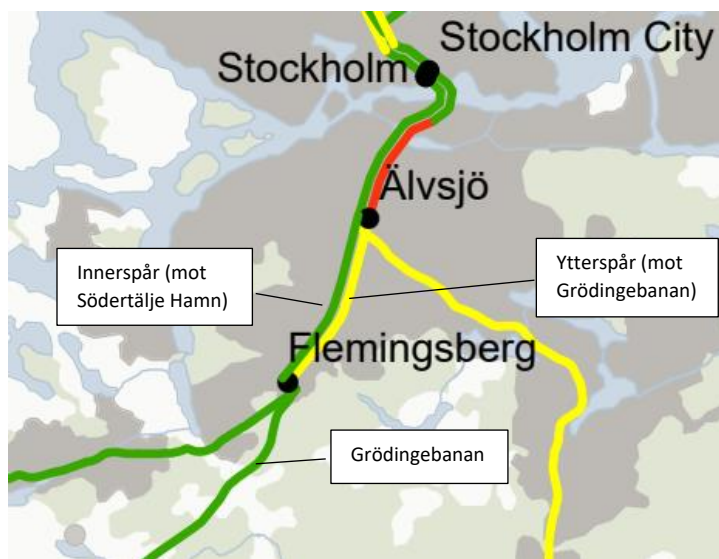 Stockholm City
Stockholm
Älvsjö
Innerspår (mot
Södertälje Hamn)
Ytterspår (mot
Grödingebanan)
Flemingsberg
Grödingebanan